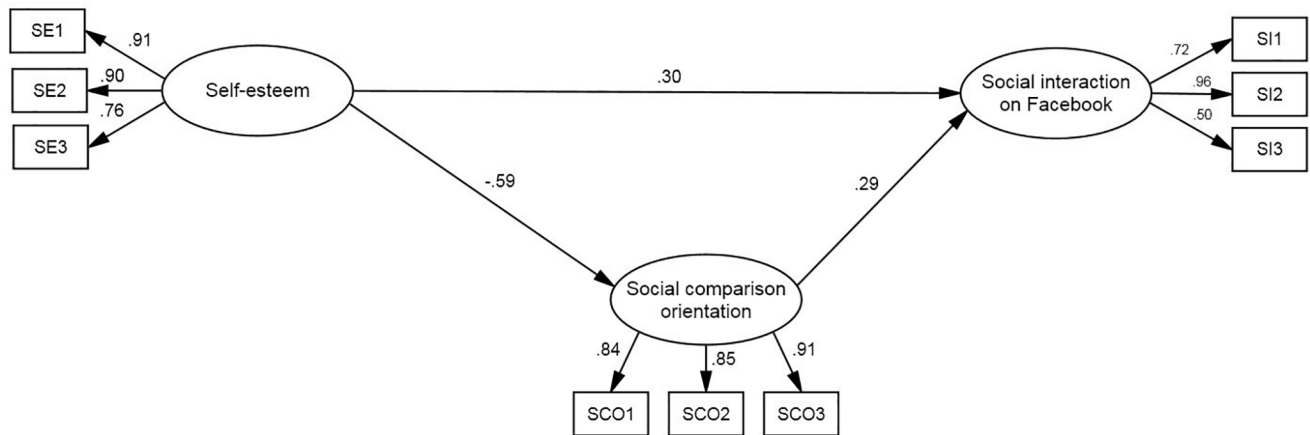 SE1
.91
SE2
.90
SE3
.76
Self-esteem
.30
-.59
Social interaction
on Facebook
.72
SI1
.96
SI2
.50
SI3
.29
Social comparison
orientation
.84
.85
.91
SCO1
SCO2
SCO3